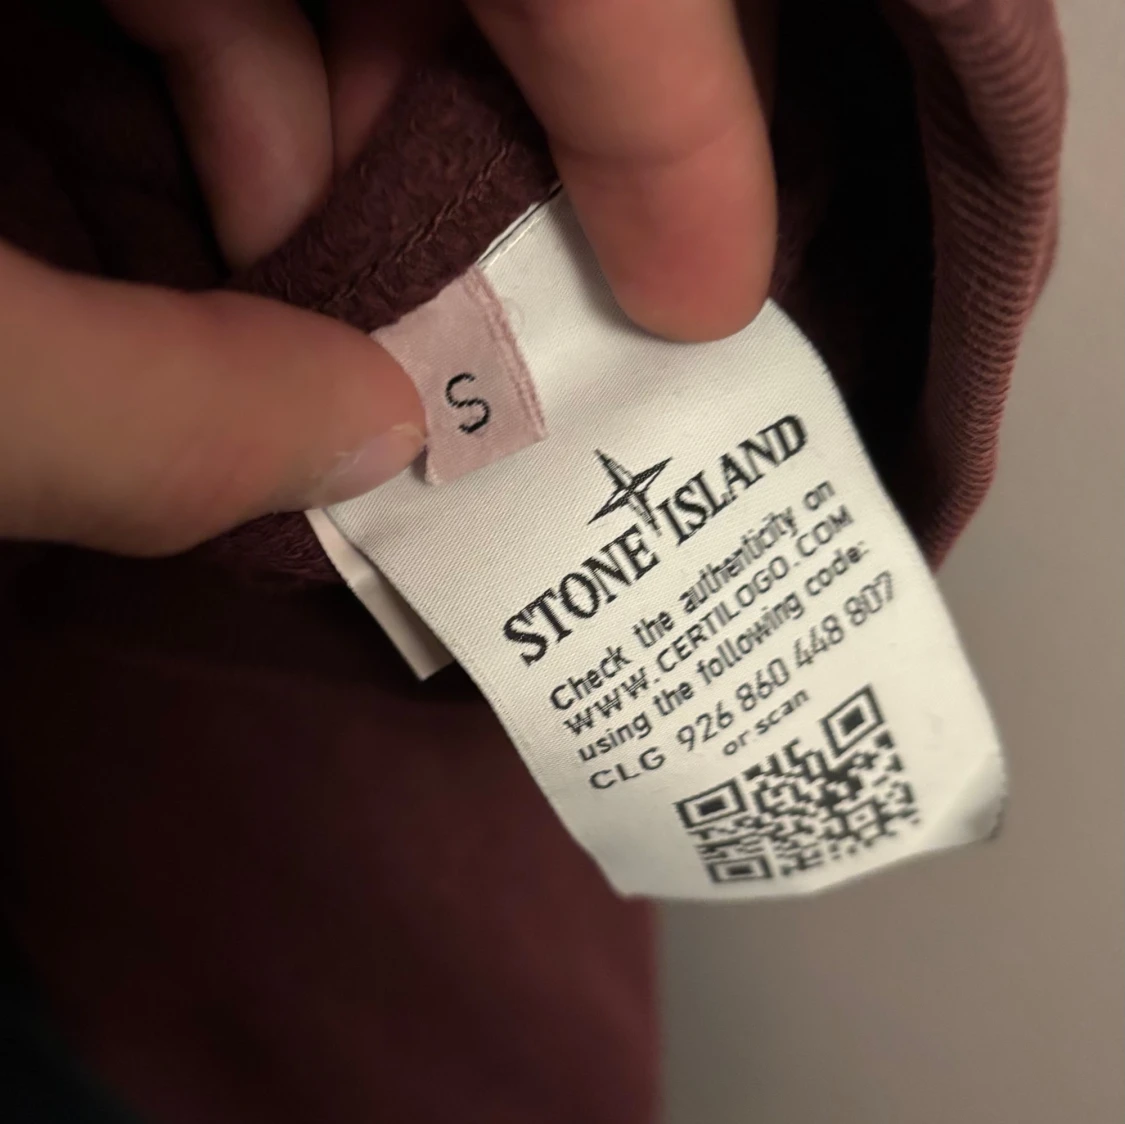 S
STONE ISLAND
Check the authenticity on
WWW.CERTILOGO.COM
using the following code:
CLG 926 860 448 807
or scan